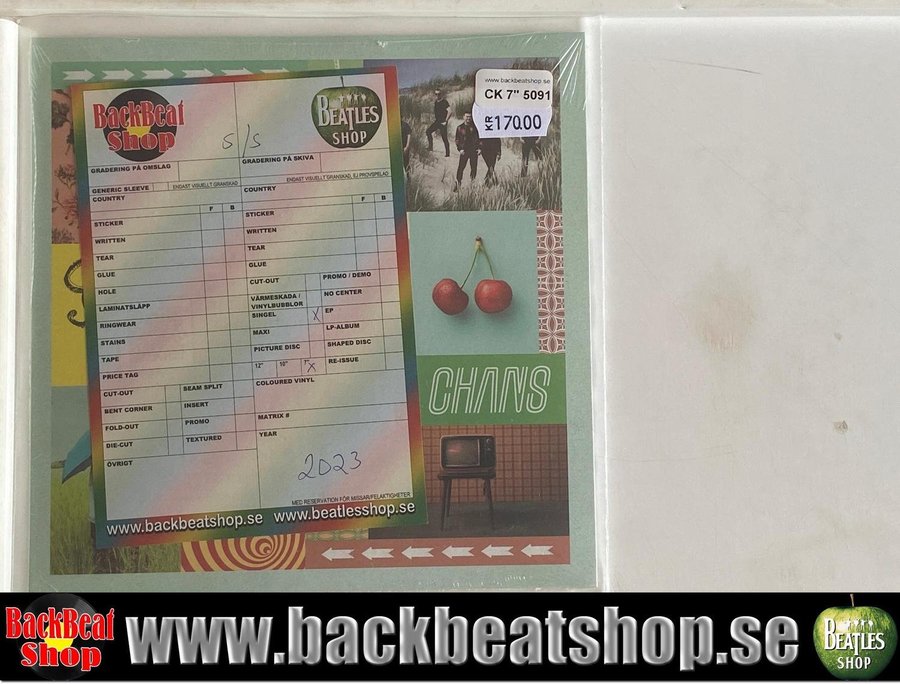 www.backbeatshop.se
CK 7" 5091
KR 170.00
BackBeat
Shop
BEATLES
SHOP
S/S
GRADERING PÅ OMSLAG
GRADERING PÅ SKIVA
GENERIC SLEEVE
ENDAST VISUELLT GRANSKAD
ENDAST VISUELLT GRANSKAD, EJ PROVSPELAD
COUNTRY
F B
STICKER
WRITTEN
TEAR
GLUE
HOLE
LAMINATSLÄPP
RINGWEAR
STAINS
TAPE
PRICE TAG
CUT-OUT
SEAM SPLIT
BENT CORNER
INSERT
FOLD-OUT
PROMO
DIE-CUT
TEXTURED
ÖVRIGT
COUNTRY
F B
STICKER
WRITTEN
TEAR
GLUE
CUT-OUT
PROMO / DEMO
VÄRMESKADA /
VINYLBUBBLOR
NO CENTER
SINGEL X
EP
MAXI
LP-ALBUM
PICTURE DISC
SHAPED DISC
12" 10" 7" X
RE-ISSUE
COLOURED VINYL
MATRIX #
YEAR
2023
MED RESERVATION FÖR MISSAR/FELAKTIGHETER
www.backbeatshop.se www.beatlesshop.se
CHANS
BackBeat
Shop
www.backbeatshop.se
BEATLES
SHOP